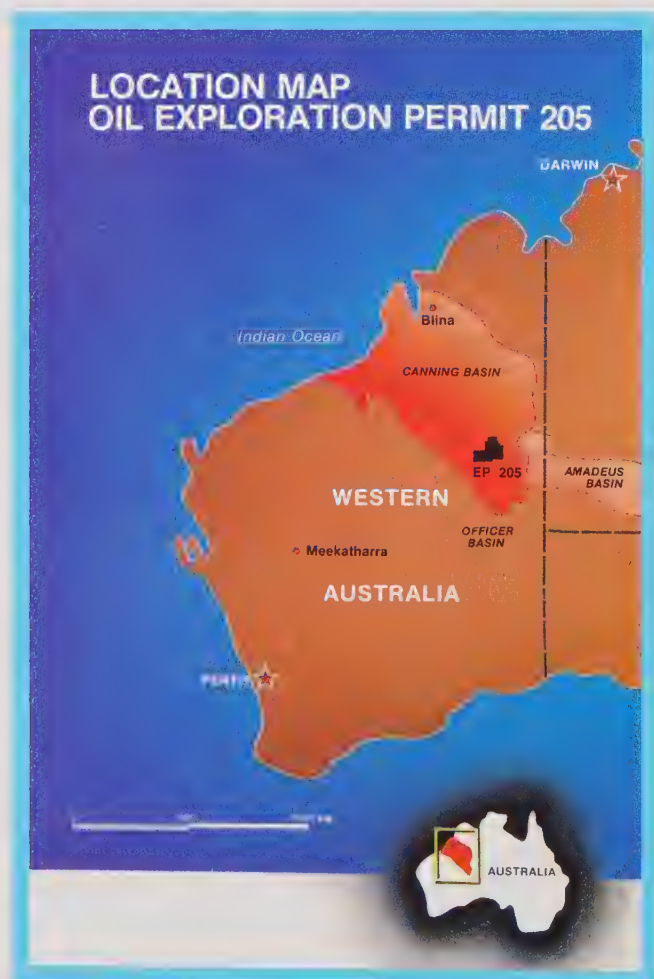 LOCATION MAP
OIL EXPLORATION PERMIT 205
DARWIN
Blina
Indian Ocean
CANNING BASIN
EP 205
AMADEUS
BASIN
WESTERN
OFFICER
BASIN
Meekatharra
AUSTRALIA
PERTH
AUSTRALIA